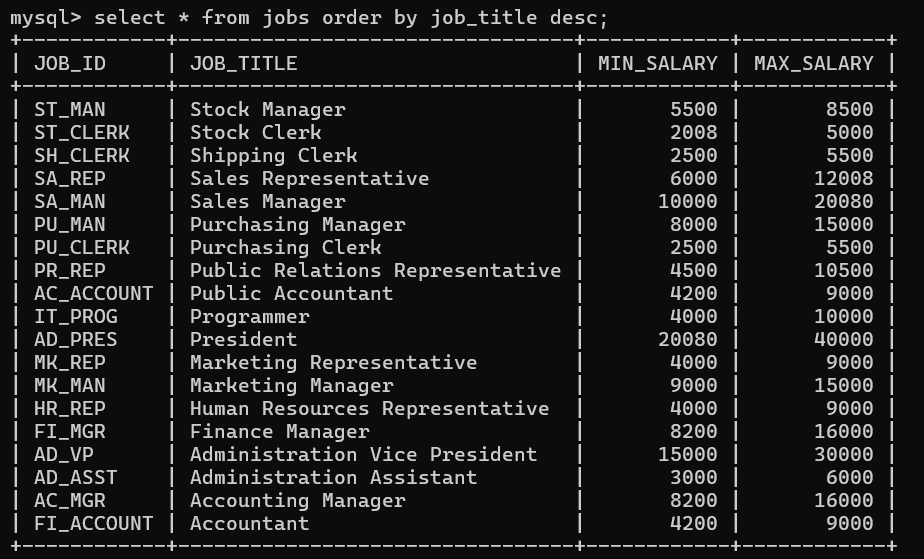 mysql> select * from jobs order by job_title desc;
+------------+---------------------------------+------------+------------+
| JOB_ID     | JOB_TITLE                       | MIN_SALARY | MAX_SALARY |
+------------+---------------------------------+------------+------------+
| ST_MAN     | Stock Manager                   |       5500 |       8500 |
| ST_CLERK   | Stock Clerk                     |       2008 |       5000 |
| SH_CLERK   | Shipping Clerk                  |       2500 |       5500 |
| SA_REP     | Sales Representative            |       6000 |      12008 |
| SA_MAN     | Sales Manager                   |      10000 |      20080 |
| PU_MAN     | Purchasing Manager              |       8000 |      15000 |
| PU_CLERK   | Purchasing Clerk                |       2500 |       5500 |
| PR_REP     | Public Relations Representative |       4500 |      10500 |
| AC_ACCOUNT | Public Accountant               |       4200 |       9000 |
| IT_PROG    | Programmer                      |       4000 |      10000 |
| AD_PRES    | President                       |      20080 |      40000 |
| MK_REP     | Marketing Representative        |       4000 |       9000 |
| MK_MAN     | Marketing Manager               |       9000 |      15000 |
| HR_REP     | Human Resources Representative  |       4000 |       9000 |
| FI_MGR     | Finance Manager                 |       8200 |      16000 |
| AD_VP      | Administration Vice President   |      15000 |      30000 |
| AD_ASST    | Administration Assistant        |       3000 |       6000 |
| AC_MGR     | Accounting Manager              |       8200 |      16000 |
| FI_ACCOUNT | Accountant                      |       4200 |       9000 |
+------------+---------------------------------+------------+------------+